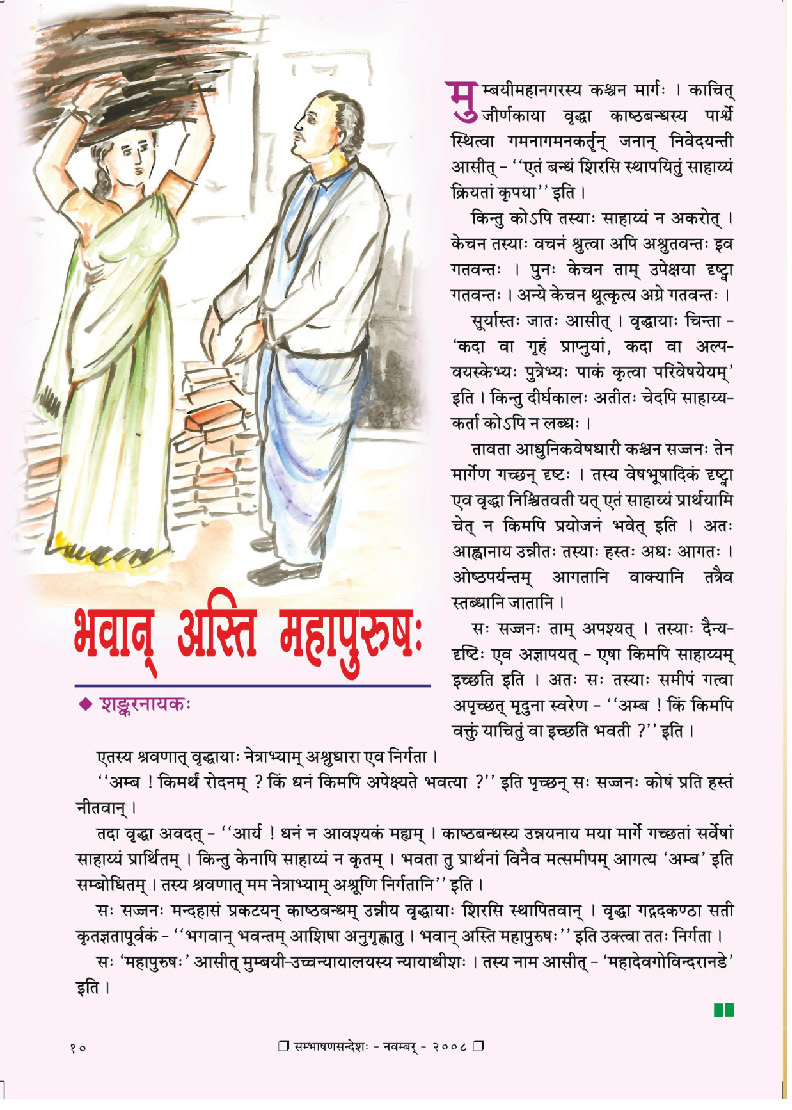 मुम्बयीमहानगरस्य कश्चन मार्गः । काचित्
जीर्णकाया वृद्धा काष्ठबन्धस्य पार्श्वे
स्थित्वा गमनागमनकर्तॄन् जनान् निवेदयन्ती
आसीत् - ‘‘एतं बन्धं शिरसि स्थापयितुं साहाय्यं
क्रियतां कृपया’’ इति ।
किन्तु कोऽपि तस्याः साहाय्यं न अकरोत् ।
केचन तस्याः वचनं श्रुत्वा अपि अश्रुतवन्तः इव
गतवन्तः । पुनः केचन ताम् उपेक्षया दृष्ट्वा
गतवन्तः । अन्ये केचन थूत्कृत्य अग्रे गतवन्तः ।
सूर्यास्तः जातः आसीत् । वृद्धायाः चिन्ता -
‘कदा वा गृहं प्राप्नुयां, कदा वा अल्प-
वयस्केभ्यः पुत्रेभ्यः पाकं कृत्वा परिवेषयेयम्’
इति । किन्तु दीर्घकालः अतीतः चेदपि साहाय्य-
कर्ता कोऽपि न लब्धः ।
तावता आधुनिकवेषधारी कश्चन सज्जनः तेन
मार्गेण गच्छन् दृष्टः । तस्य वेषभूषादिकं दृष्ट्वा
एव वृद्धा निश्चितवती यत् एतं साहाय्यं प्रार्थयामि
चेत् न किमपि प्रयोजनं भवेत् इति । अतः
आह्वानाय उन्नीतः तस्याः हस्तः अधः आगतः ।
ओष्ठपर्यन्तम् आगतानि वाक्यानि तत्रैव
स्तब्धानि जातानि ।
सः सज्जनः ताम् अपश्यत् । तस्याः दैन्य-
दृष्टिः एव अज्ञापयत् - एषा किमपि साहाय्यम्
इच्छति इति । अतः सः तस्याः समीपं गत्वा
अपृच्छत् मृदुना स्वरेण - ‘‘अम्ब ! किं किमपि
वक्तुं याचितुं वा इच्छति भवती ?’’ इति ।
भवान् अस्ति महापुरुषः
◆ शङ्करनायकः
एतस्य श्रवणात् वृद्धायाः नेत्राभ्याम् अश्रुधारा एव निर्गता ।
‘‘अम्ब ! किमर्थं रोदनम् ? किं धनं किमपि अपेक्ष्यते भवत्या ?’’ इति पृच्छन् सः सज्जनः कोषं प्रति हस्तं
नीतवान् ।
तदा वृद्धा अवदत् - ‘‘आर्य ! धनं न आवश्यकं मह्यम् । काष्ठबन्धस्य उन्नयनाय मया मार्गे गच्छतां सर्वेषां
साहाय्यं प्रार्थितम् । किन्तु केनापि साहाय्यं न कृतम् । भवता तु प्रार्थनां विनैव मत्समीपम् आगत्य ‘अम्ब’ इति
सम्बोधितम् । तस्य श्रवणात् मम नेत्राभ्याम् अश्रूणि निर्गतानि’’ इति ।
सः सज्जनः मन्दहासं प्रकटयन् काष्ठबन्धम् उन्नीय वृद्धायाः शिरसि स्थापितवान् । वृद्धा गद्गदकण्ठा सती
कृतज्ञतापूर्वकं - ‘‘भगवान् भवन्तम् आशिषा अनुगृह्णातु । भवान् अस्ति महापुरुषः’’ इति उक्त्वा ततः निर्गता ।
सः ‘महापुरुषः’ आसीत् मुम्बयी-उच्चन्यायालयस्य न्यायाधीशः । तस्य नाम आसीत् - ‘महादेवगोविन्दरानडे’
इति ।
१० ❐ सम्भाषणसन्देशः - नवम्बर् - २००८ ❐